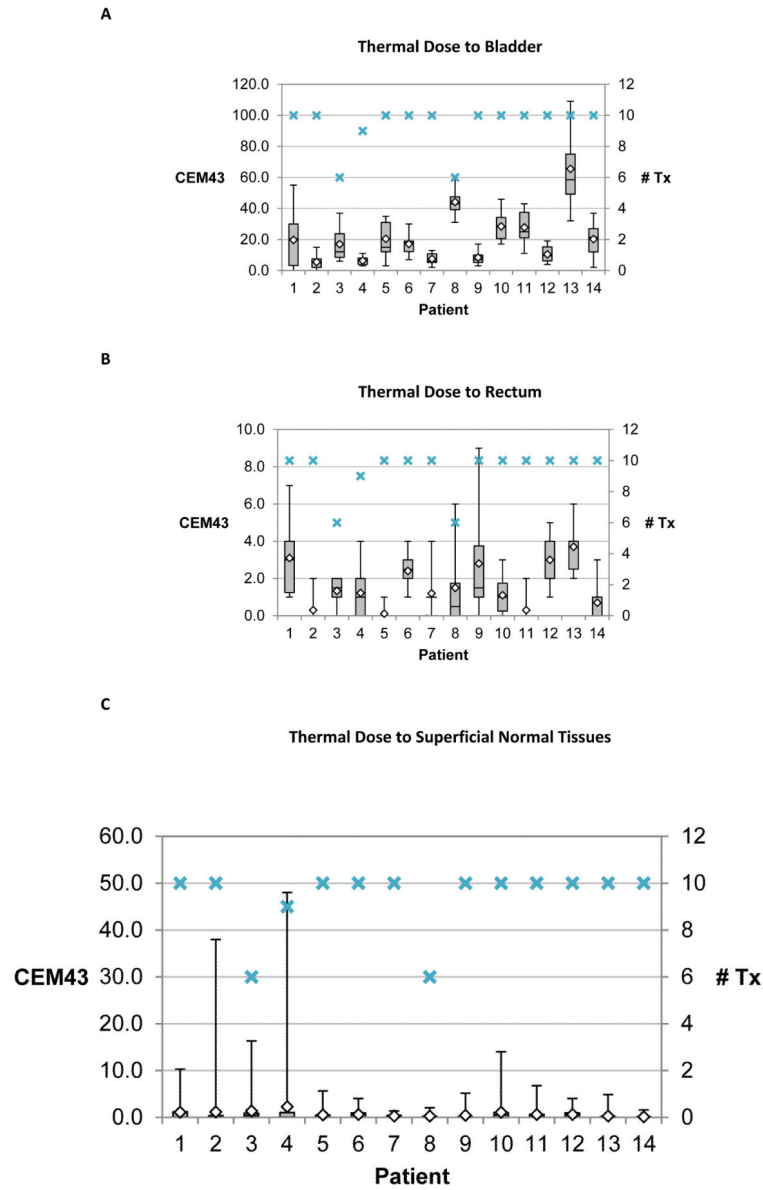 A
Thermal Dose to Bladder
120.0 12
100.0 10
80.0 8
CEM43 60.0 6 # Tx
40.0 4
20.0 2
0.0 0
1 2 3 4 5 6 7 8 9 10 11 12 13 14
Patient
B
Thermal Dose to Rectum
10.0 12
10
8.0
8
6.0
CEM43 6 # Tx
4.0
4
2.0
2
0.0 0
1 2 3 4 5 6 7 8 9 10 11 12 13 14
Patient
C
Thermal Dose to Superficial Normal Tissues
60.0 12
50.0 10
40.0 8
CEM43 30.0 6 # Tx
20.0 4
10.0 2
0.0 0
1 2 3 4 5 6 7 8 9 10 11 12 13 14
Patient